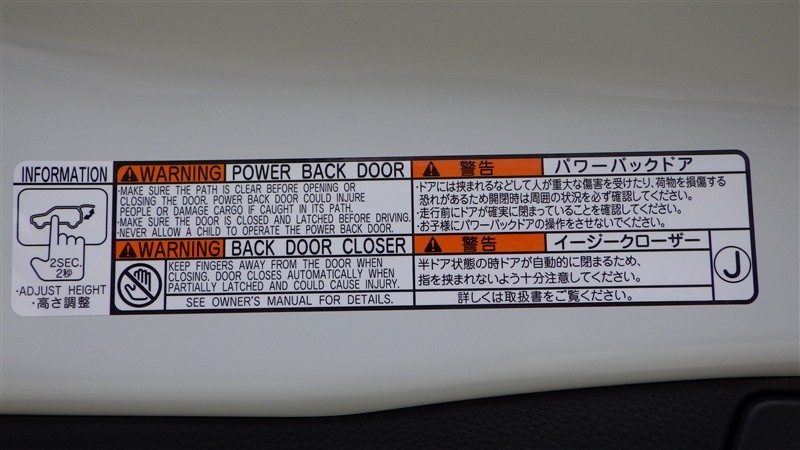 INFORMATION
2SEC.
2秒
・ADJUST HEIGHT
・高さ調整
WARNING POWER BACK DOOR
・MAKE SURE THE PATH IS CLEAR BEFORE OPENING OR
CLOSING THE DOOR. POWER BACK DOOR COULD INJURE
PEOPLE OR DAMAGE CARGO IF CAUGHT IN ITS PATH.
・MAKE SURE THE DOOR IS CLOSED AND LATCHED BEFORE DRIVING.
・NEVER ALLOW A CHILD TO OPERATE THE POWER BACK DOOR.
WARNING BACK DOOR CLOSER
KEEP FINGERS AWAY FROM THE DOOR WHEN
CLOSING. DOOR CLOSES AUTOMATICALLY WHEN
PARTIALLY LATCHED AND COULD CAUSE INJURY.
SEE OWNER'S MANUAL FOR DETAILS.
警告 パワーバックドア
・ドアには挟まれるなどして人が重大な傷害を受けたり、荷物を損傷する
恐れがあるため開閉時は周囲の状況を必ず確認してください。
・走行前にドアが確実に閉まっていることを確認してください。
・お子様にパワーバックドアの操作をさせないでください。
警告 イージークローザー
半ドア状態の時ドアが自動的に閉まるため、
指を挟まれないよう十分注意してください。
詳しくは取扱書をご覧ください。
J